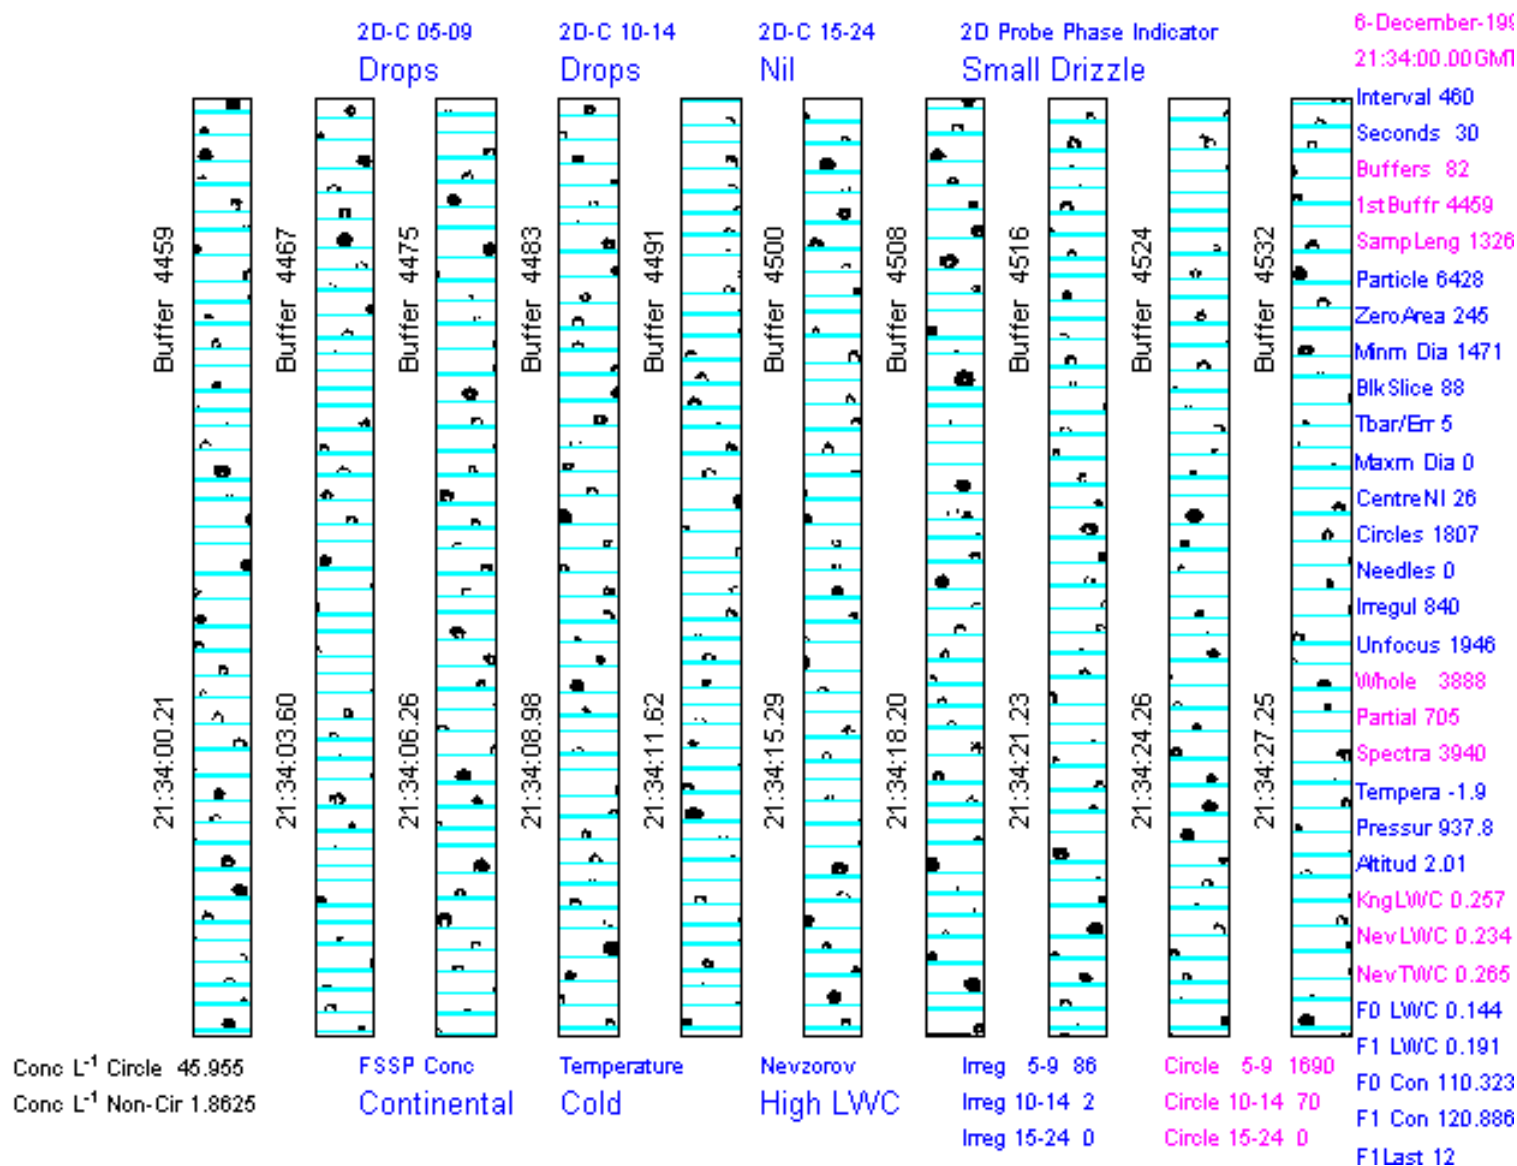 2D-C 05-09 2D-C 10-14 2D-C 15-24 2D Probe Phase Indicator
Drops Drops Nil Small Drizzle
6-December-199
21:34:00.00GMT
Interval 460
Seconds 30
Buffers 82
1stBuffr 4459
SampLeng 1326
Particle 6428
ZeroArea 245
Minm Dia 1471
BlkSlice 88
Tbar/Err 5
Maxm Dia 0
CentreNI 26
Circles 1807
Needles 0
Irregul 840
Unfocus 1946
Whole 3888
Partial 705
Spectra 3940
Tempera -1.9
Pressur 937.8
Altitud 2.01
KngLWC 0.257
NevLWC 0.234
NevTWC 0.265
F0 LWC 0.144
F1 LWC 0.191
F0 Con 110.323
F1 Con 120.886
F1Last 12
21:34:00.21 Buffer 4459
21:34:03.60 Buffer 4467
21:34:06.26 Buffer 4475
21:34:08.98 Buffer 4483
21:34:11.62 Buffer 4491
21:34:15.29 Buffer 4500
21:34:18.20 Buffer 4508
21:34:21.23 Buffer 4516
21:34:24.26 Buffer 4524
21:34:27.25 Buffer 4532
Conc L⁻¹ Circle 45.955
Conc L⁻¹ Non-Cir 1.8625
FSSP Conc Temperature Nevzorov
Continental Cold High LWC
Irreg 5-9 86
Irreg 10-14 2
Irreg 15-24 0
Circle 5-9 1690
Circle 10-14 70
Circle 15-24 0